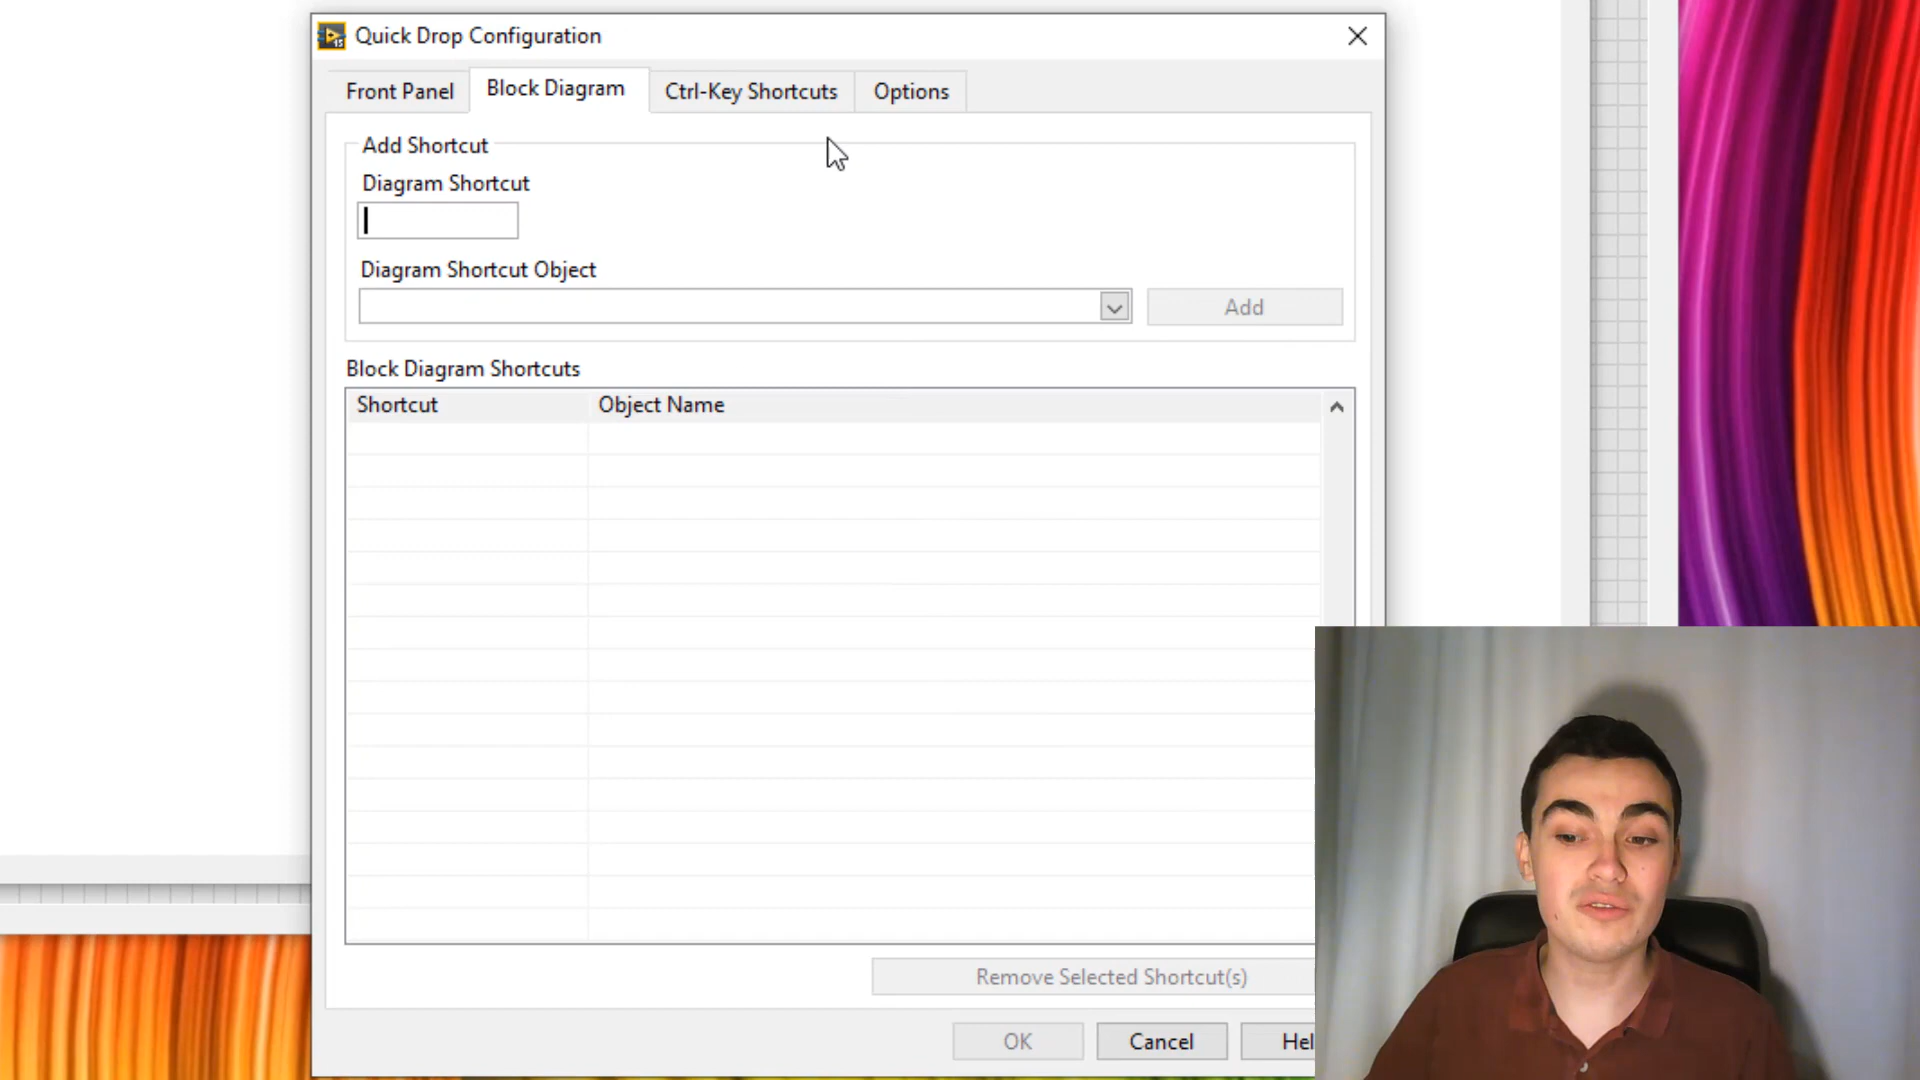 Quick Drop Configuration
Front Panel
Block Diagram
Ctrl-Key Shortcuts
Options
Add Shortcut
Diagram Shortcut
Diagram Shortcut Object
Add
Block Diagram Shortcuts
Shortcut
Object Name
Remove Selected Shortcut(s)
OK
Cancel
Hel